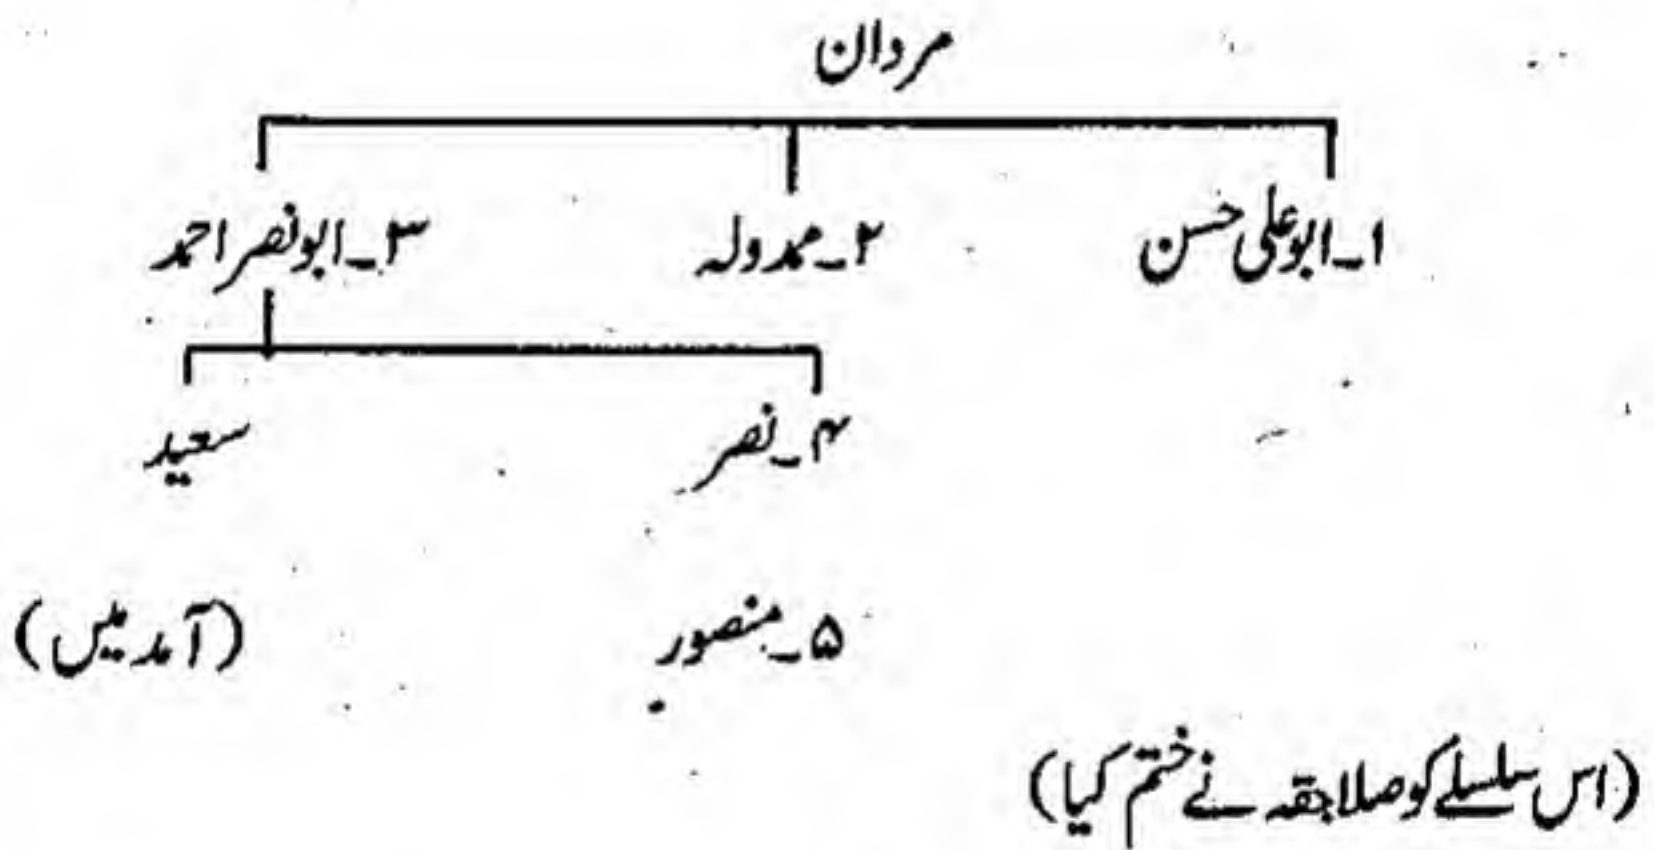 مردان
۱۔ابوعلی حسن ۲۔ممدولہ ۳۔ابونصر احمد
۴۔نصر سعید
۵۔منصور (آمد میں)
(اس سلسلے کو صلاجقہ نے ختم کیا)